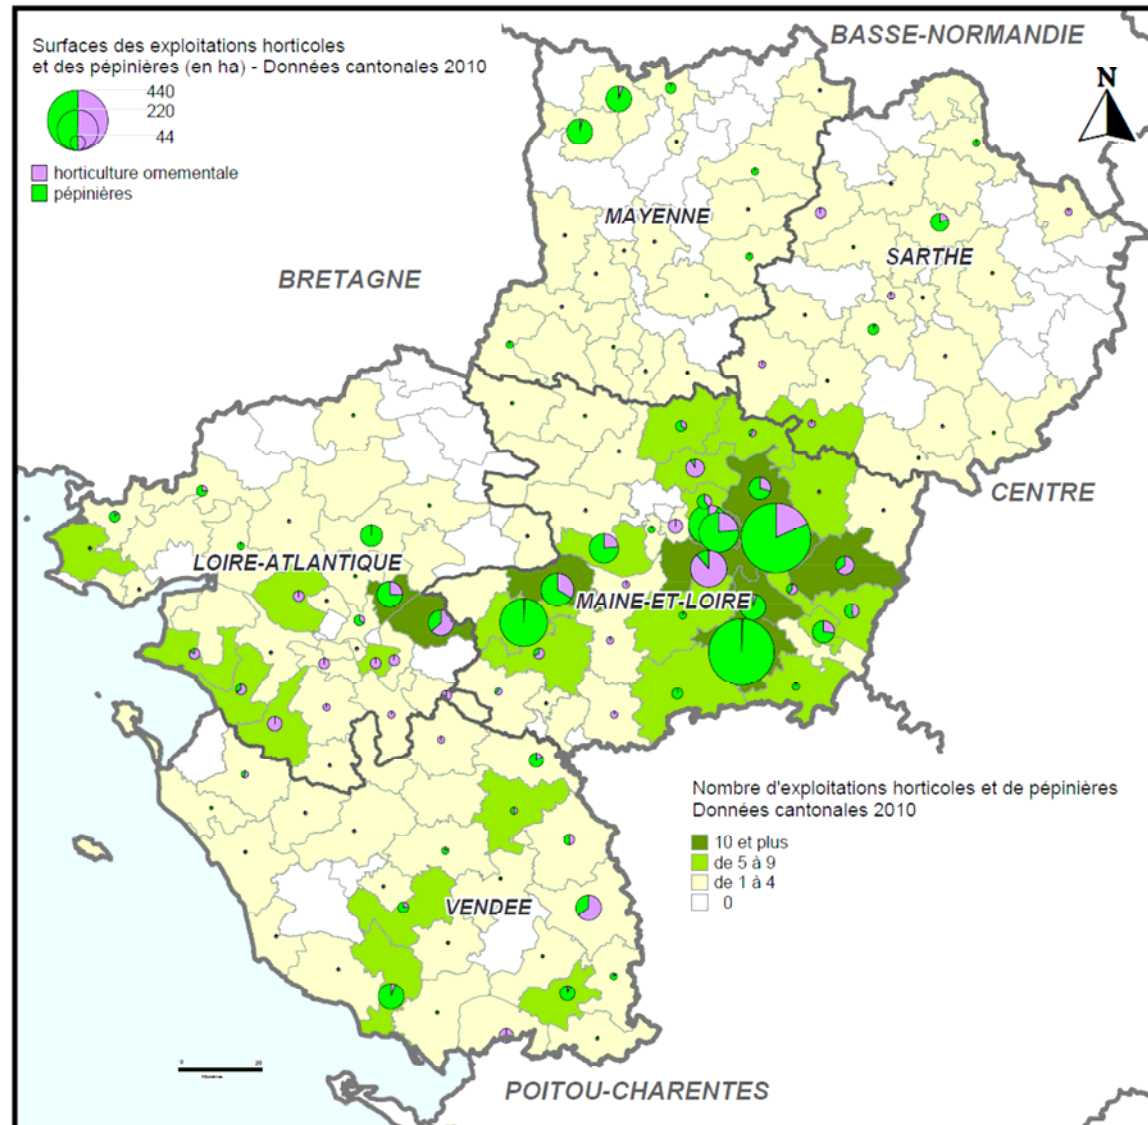 BASSE-NORMANDIE
Surfaces des exploitations horticoles
et des pépinières (en ha) - Données cantonales 2010
440
220
44
horticulture ornementale
pépinières
N
MAYENNE
SARTHE
BRETAGNE
CENTRE
LOIRE-ATLANTIQUE
MAINE-ET-LOIRE
Nombre d'exploitations horticoles et de pépinières
Données cantonales 2010
10 et plus
de 5 à 9
de 1 à 4
0
VENDEE
0
POITOU-CHARENTES